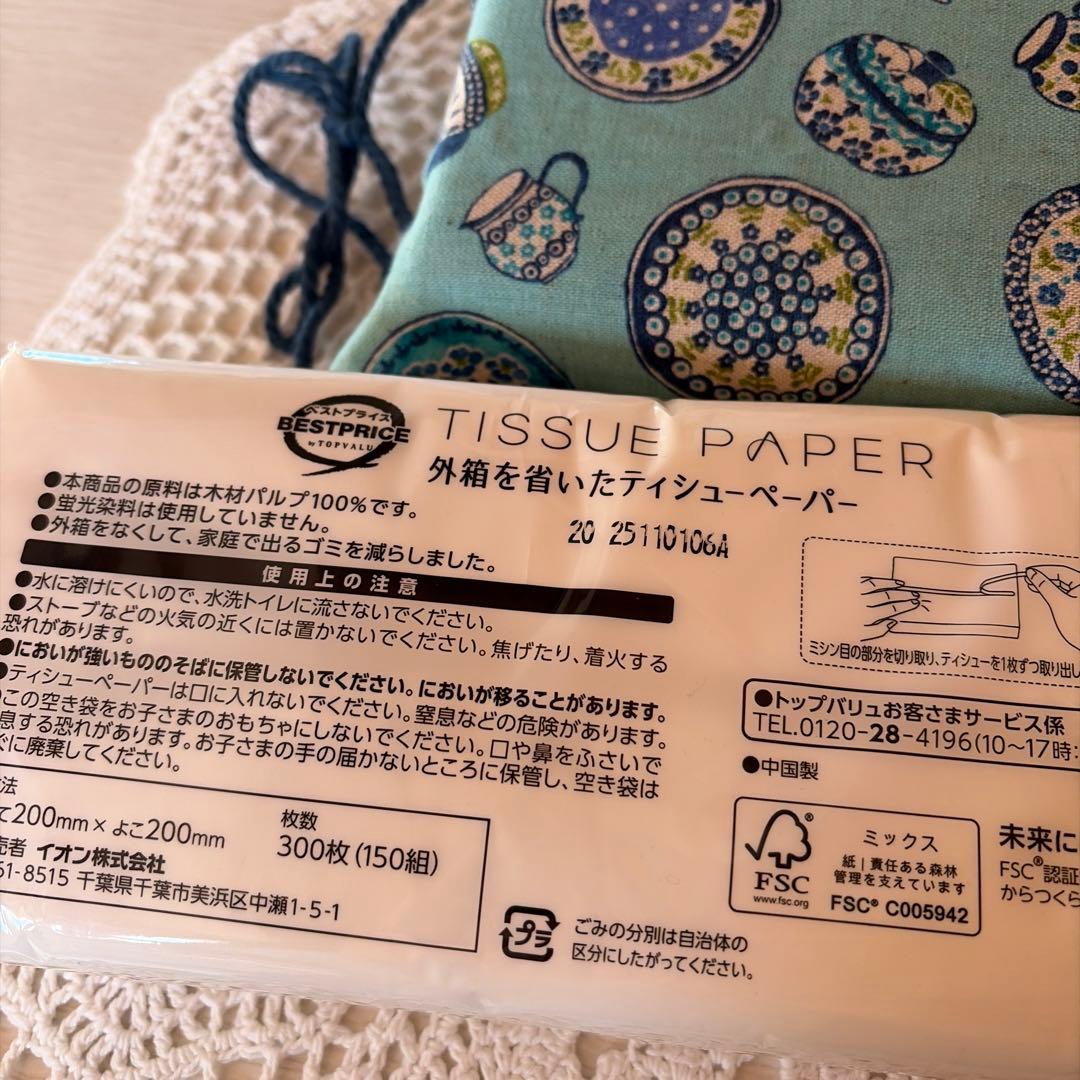 ベストプライス
BESTPRICE
by TOPVALU
TISSUE PAPER
外箱を省いたティシューペーパー
20 25110106A
●本商品の原料は木材パルプ100%です。
●蛍光染料は使用していません。
●外箱をなくして、家庭で出るゴミを減らしました。
使用上の注意
●水に溶けにくいので、水洗トイレに流さないでください。
●ストーブなどの火気の近くには置かないでください。焦げたり、着火する
恐れがあります。
●においが強いもののそばに保管しないでください。においが移ることがあります。
●ティシューペーパーは口に入れないでください。窒息などの危険があります。
この空き袋をお子さまのおもちゃにしないでください。口や鼻をふさいで
息する恐れがあります。お子さまの手の届かないところに保管し、空き袋は
に廃棄してください。
法
て200mm×よこ200mm
枚数
300枚(150組)
売者 イオン株式会社
61-8515 千葉県千葉市美浜区中瀬1-5-1
ミシン目の部分を切り取り、ティシューを1枚ずつ取り出し
●トップバリュお客さまサービス係
TEL.0120-28-4196(10〜17時:
●中国製
FSC®
www.fsc.org
ミックス
紙|責任ある森林
管理を支えています
FSC® C005942
未来に
FSC®認証
からつくら
プラ
ごみの分別は自治体の
区分にしたがってください。